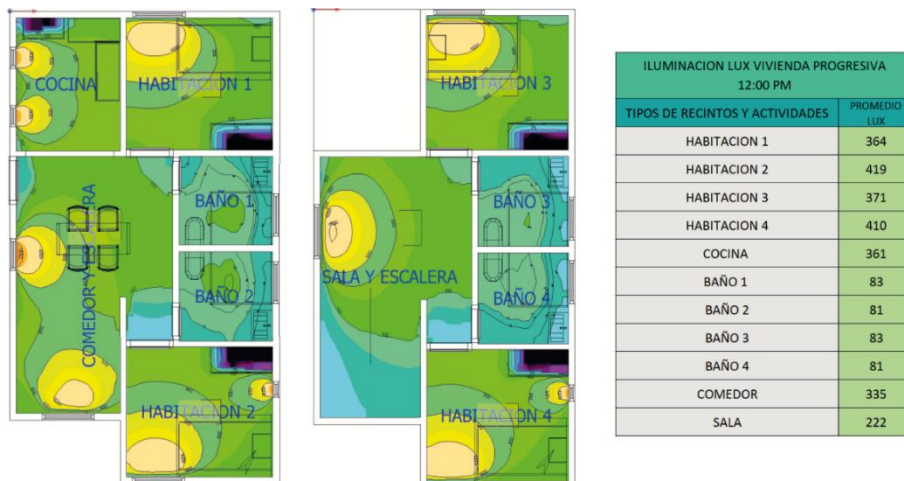 COCINA
HABITACION 1
BAÑO 1
COMEDOR Y ESCALERA
BAÑO 2
HABITACION 2
HABITACION 3
BAÑO 3
SALA Y ESCALERA
BAÑO 4
HABITACION 4
ILUMINACION LUX VIVIENDA PROGRESIVA
12:00 PM
TIPOS DE RECINTOS Y ACTIVIDADES PROMEDIO LUX
HABITACION 1 364
HABITACION 2 419
HABITACION 3 371
HABITACION 4 410
COCINA 361
BAÑO 1 83
BAÑO 2 81
BAÑO 3 83
BAÑO 4 81
COMEDOR 335
SALA 222